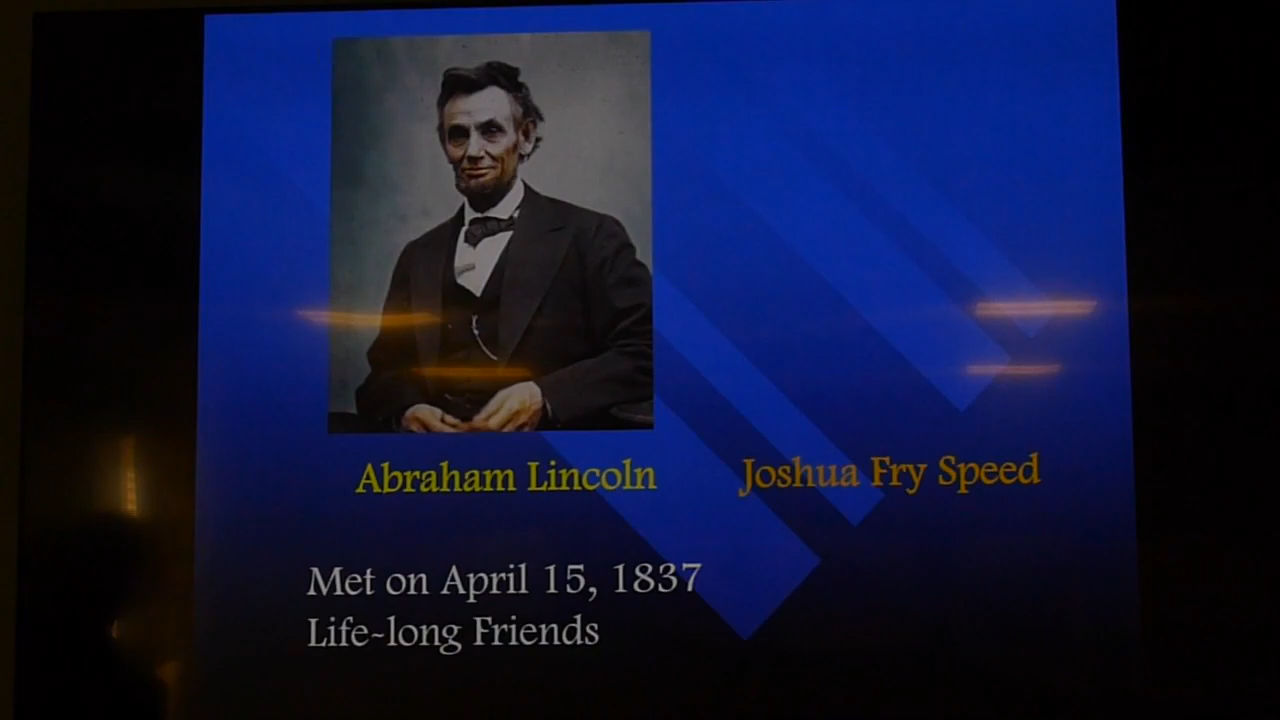 Abraham Lincoln
Joshua Fry Speed
Met on April 15, 1837
Life-long Friends